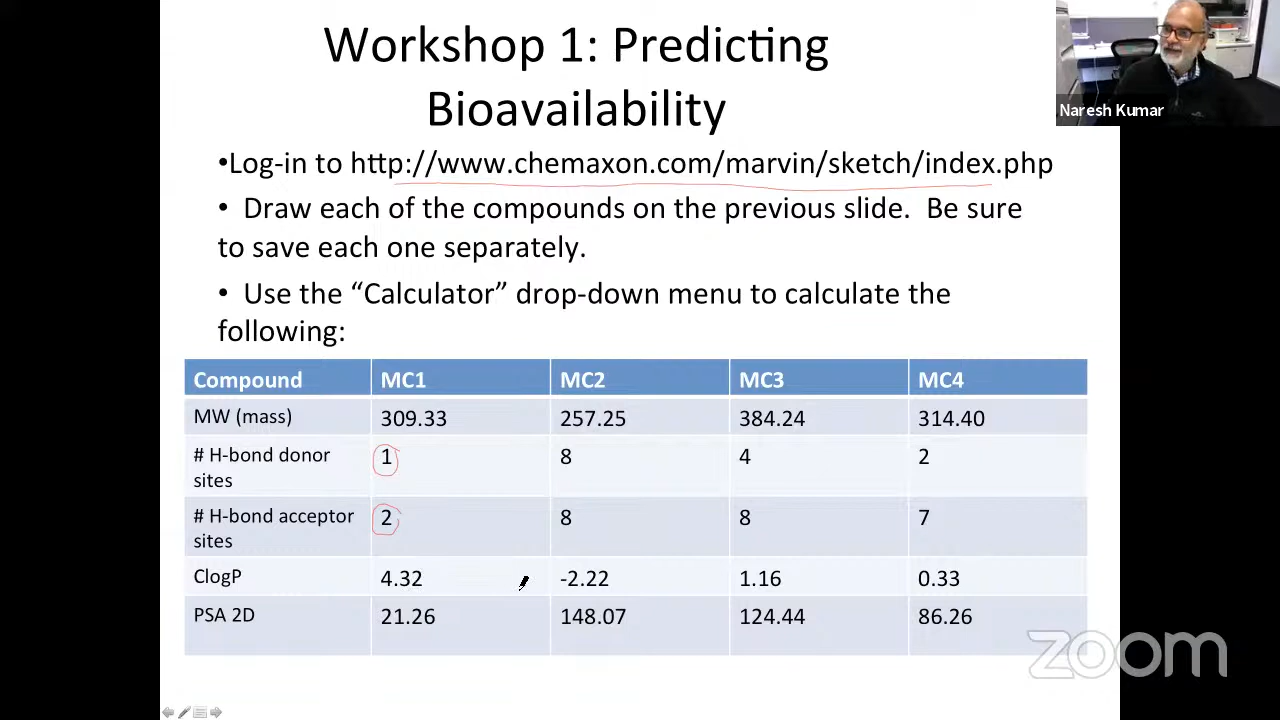 Workshop 1: Predicting
Bioavailability
Naresh Kumar
•Log-in to http://www.chemaxon.com/marvin/sketch/index.php
• Draw each of the compounds on the previous slide. Be sure
to save each one separately.
• Use the “Calculator” drop-down menu to calculate the
following:
Compound MC1 MC2 MC3 MC4
MW (mass) 309.33 257.25 384.24 314.40
# H-bond donor
sites 1 8 4 2
# H-bond acceptor
sites 2 8 8 7
ClogP 4.32 -2.22 1.16 0.33
PSA 2D 21.26 148.07 124.44 86.26
zoom